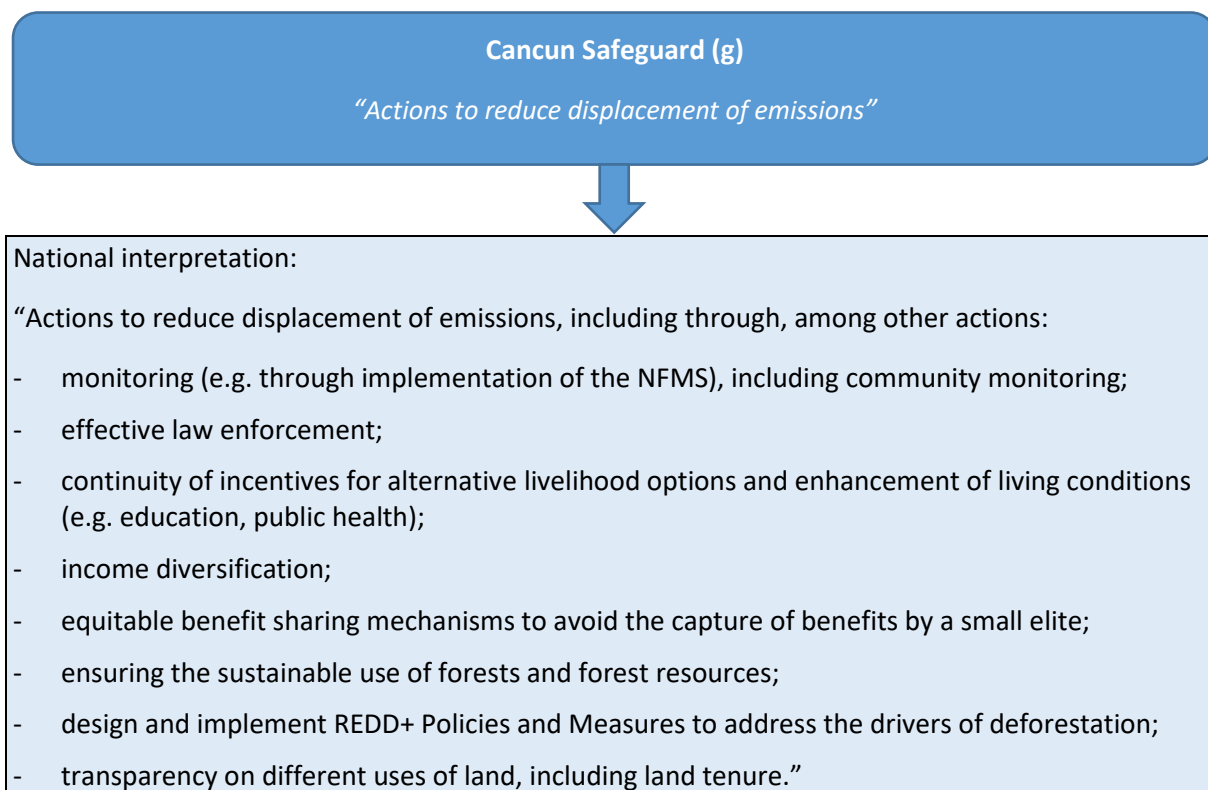 Cancun Safeguard (g)
“Actions to reduce displacement of emissions”
National interpretation:
“Actions to reduce displacement of emissions, including through, among other actions:
- monitoring (e.g. through implementation of the NFMS), including community monitoring;
- effective law enforcement;
- continuity of incentives for alternative livelihood options and enhancement of living conditions
(e.g. education, public health);
- income diversification;
- equitable benefit sharing mechanisms to avoid the capture of benefits by a small elite;
- ensuring the sustainable use of forests and forest resources;
- design and implement REDD+ Policies and Measures to address the drivers of deforestation;
- transparency on different uses of land, including land tenure.”